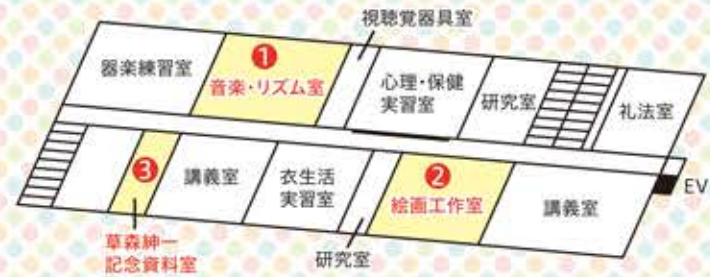 視聴覚器具室
器楽練習室
❶
音楽・リズム室
心理・保健
実習室
研究室
礼法室
❸
講義室
衣生活
実習室
❷
絵画工作室
講義室
EV
草森紳一
記念資料室
研究室